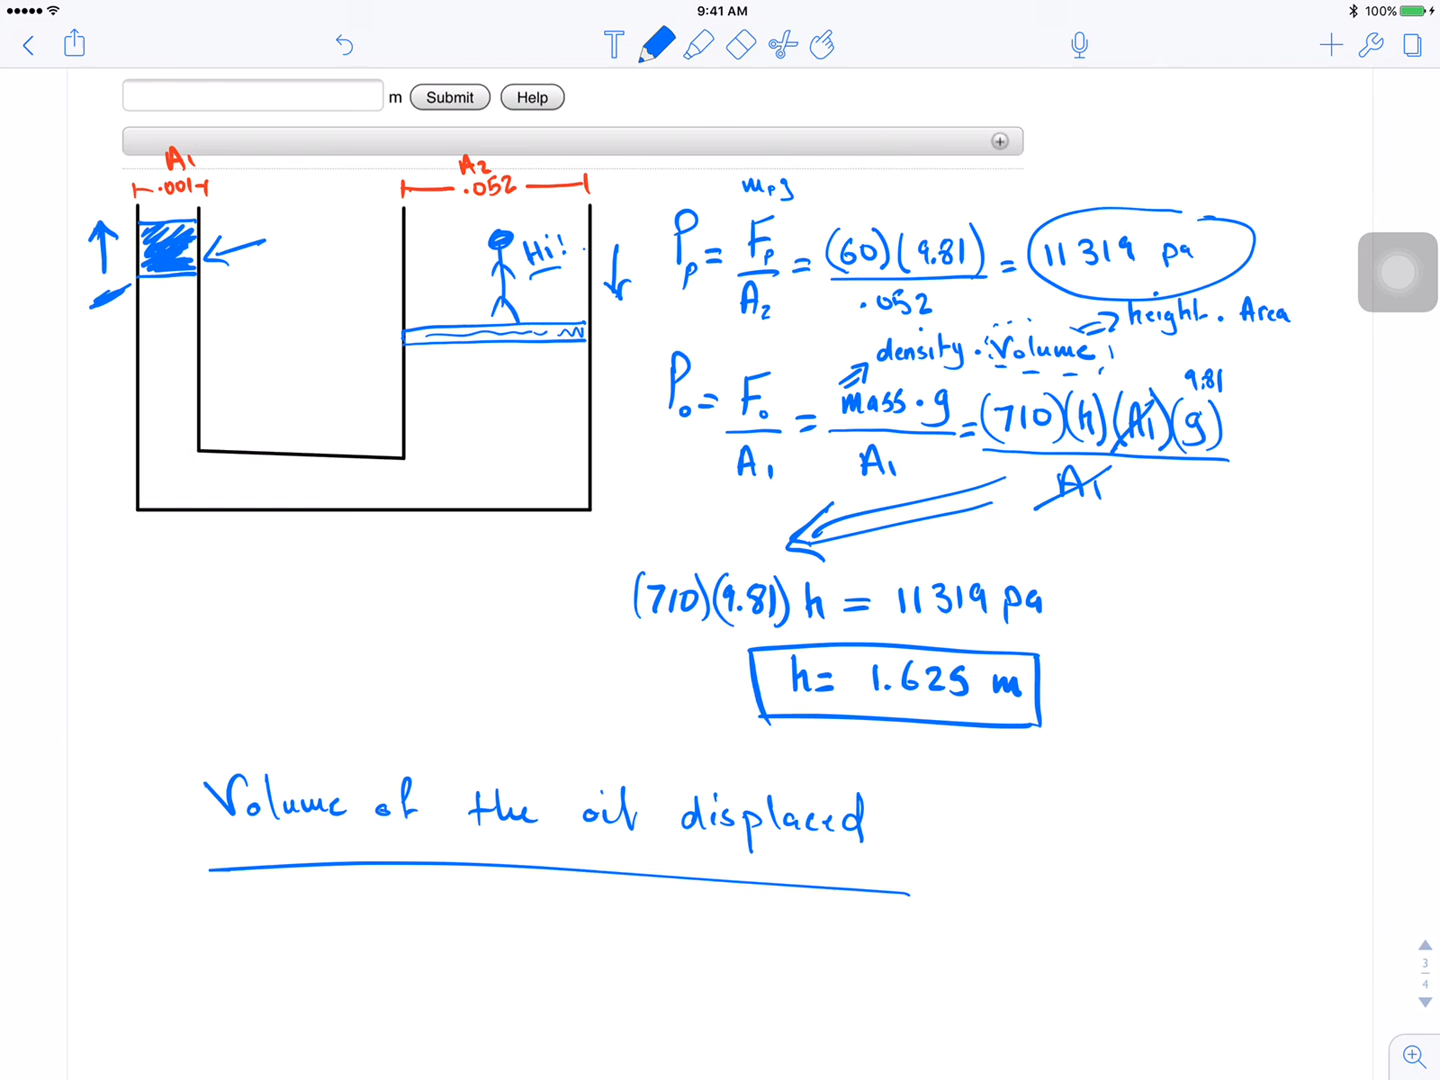 9:41 AM
100%
T
m Submit Help
A₁
.001
A₂
.052
Hi!
mₚg
Pₚ = Fₚ / A₂ = (60)(9.81) / .052 = 11319 pa
height . Area
density . Volume
9.81
Pₒ = Fₒ / A₁ = mass · g / A₁ = (710)(h)(A₁)(g) / A₁
(710)(9.81) h = 11319 pa
h = 1.625 m
Volume of the oil displaced
3
4